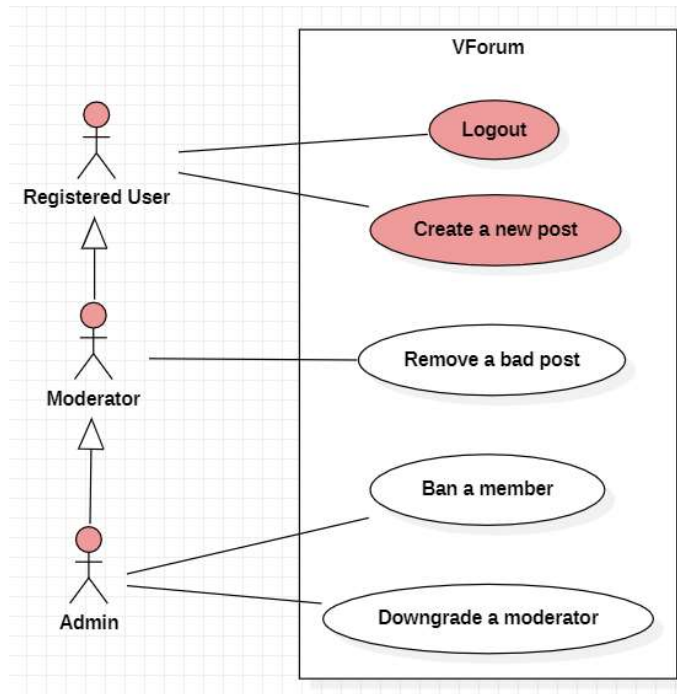 VForum
Logout
Registered User
Create a new post
Remove a bad post
Moderator
Ban a member
Downgrade a moderator
Admin